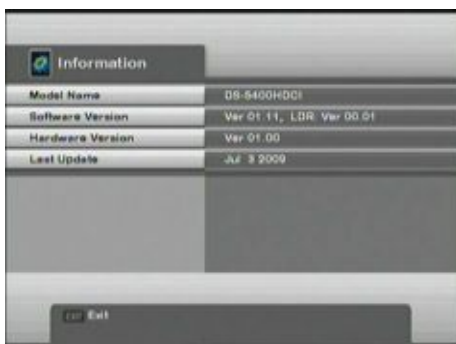 Information
Model Name DS-5400HDCI
Software Version Ver 01.11, LDR: Ver 00.01
Hardware Version Ver 01.00
Last Update Jul 3 2009
EXIT Exit